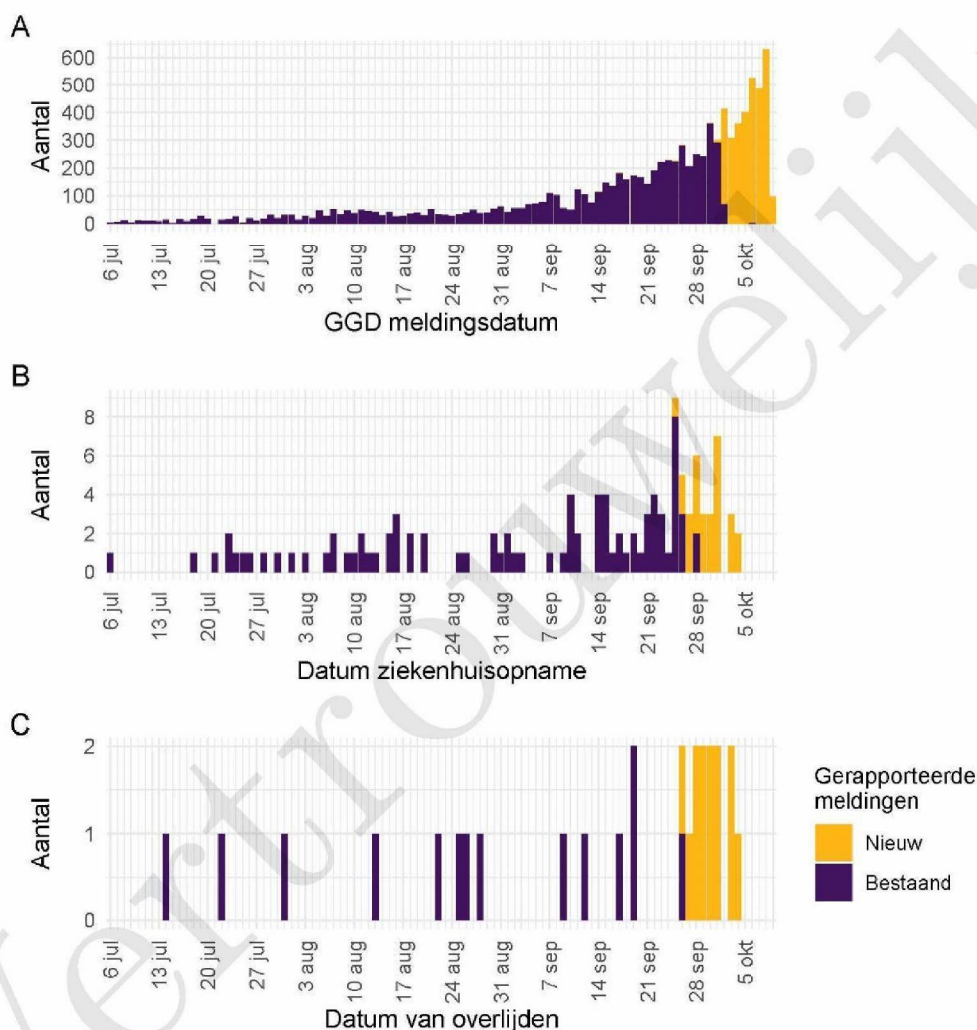 A
600
500
400
300
200
100
0
Aantal
6 jul
13 jul
20 jul
27 jul
3 aug
10 aug
17 aug
24 aug
31 aug
7 sep
14 sep
21 sep
28 sep
5 okt
GGD meldingsdatum
B
8
6
4
2
0
Aantal
6 jul
13 jul
20 jul
27 jul
3 aug
10 aug
17 aug
24 aug
31 aug
7 sep
14 sep
21 sep
28 sep
5 okt
Datum ziekenhuisopname
C
2
1
0
Aantal
6 jul
13 jul
20 jul
27 jul
3 aug
10 aug
17 aug
24 aug
31 aug
7 sep
14 sep
21 sep
28 sep
5 okt
Datum van overlijden
Gerapporteerde
meldingen
Nieuw
Bestaand
Vertrouwelij